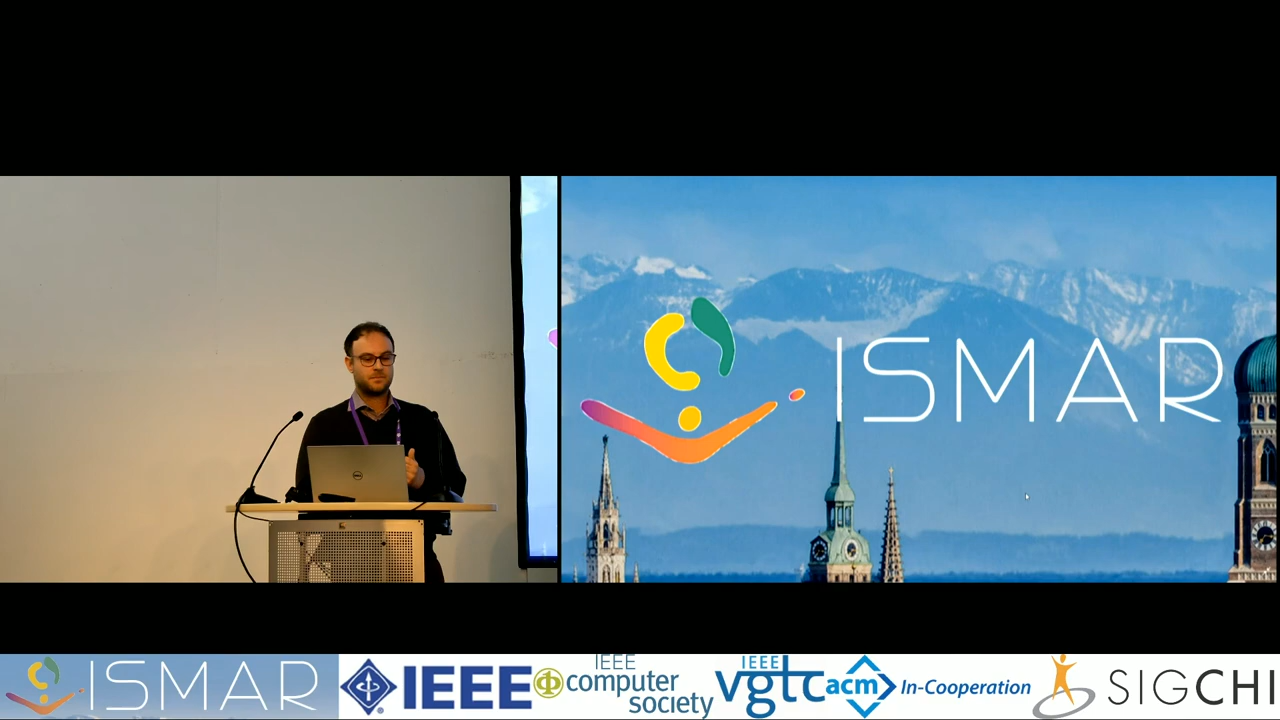 ISMAR
ISMAR
IEEE
IEEE
computer
society
IEEE
vgtc
acm
In-Cooperation
SIGCHI